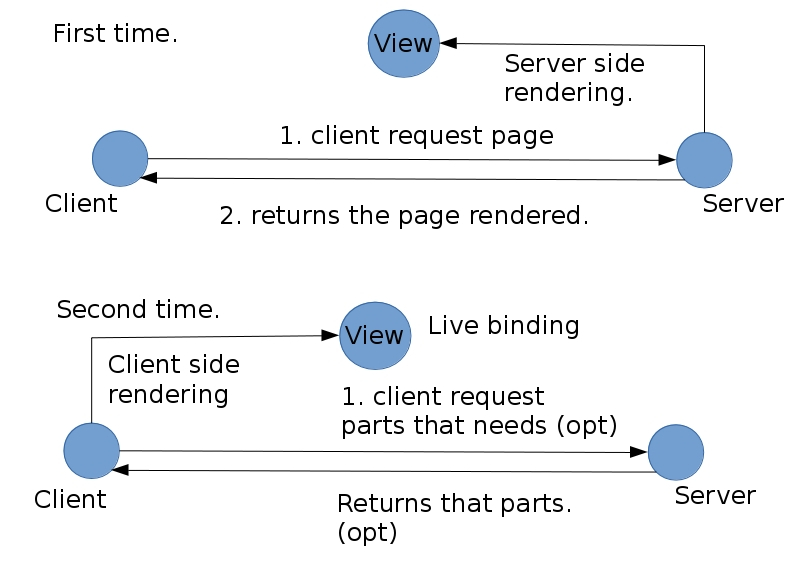 First time.
View
Server side
rendering.
1. client request page
Client
Server
2. returns the page rendered.
Second time.
View
Live binding
Client side
rendering
1. client request
parts that needs (opt)
Client
Server
Returns that parts.
(opt)